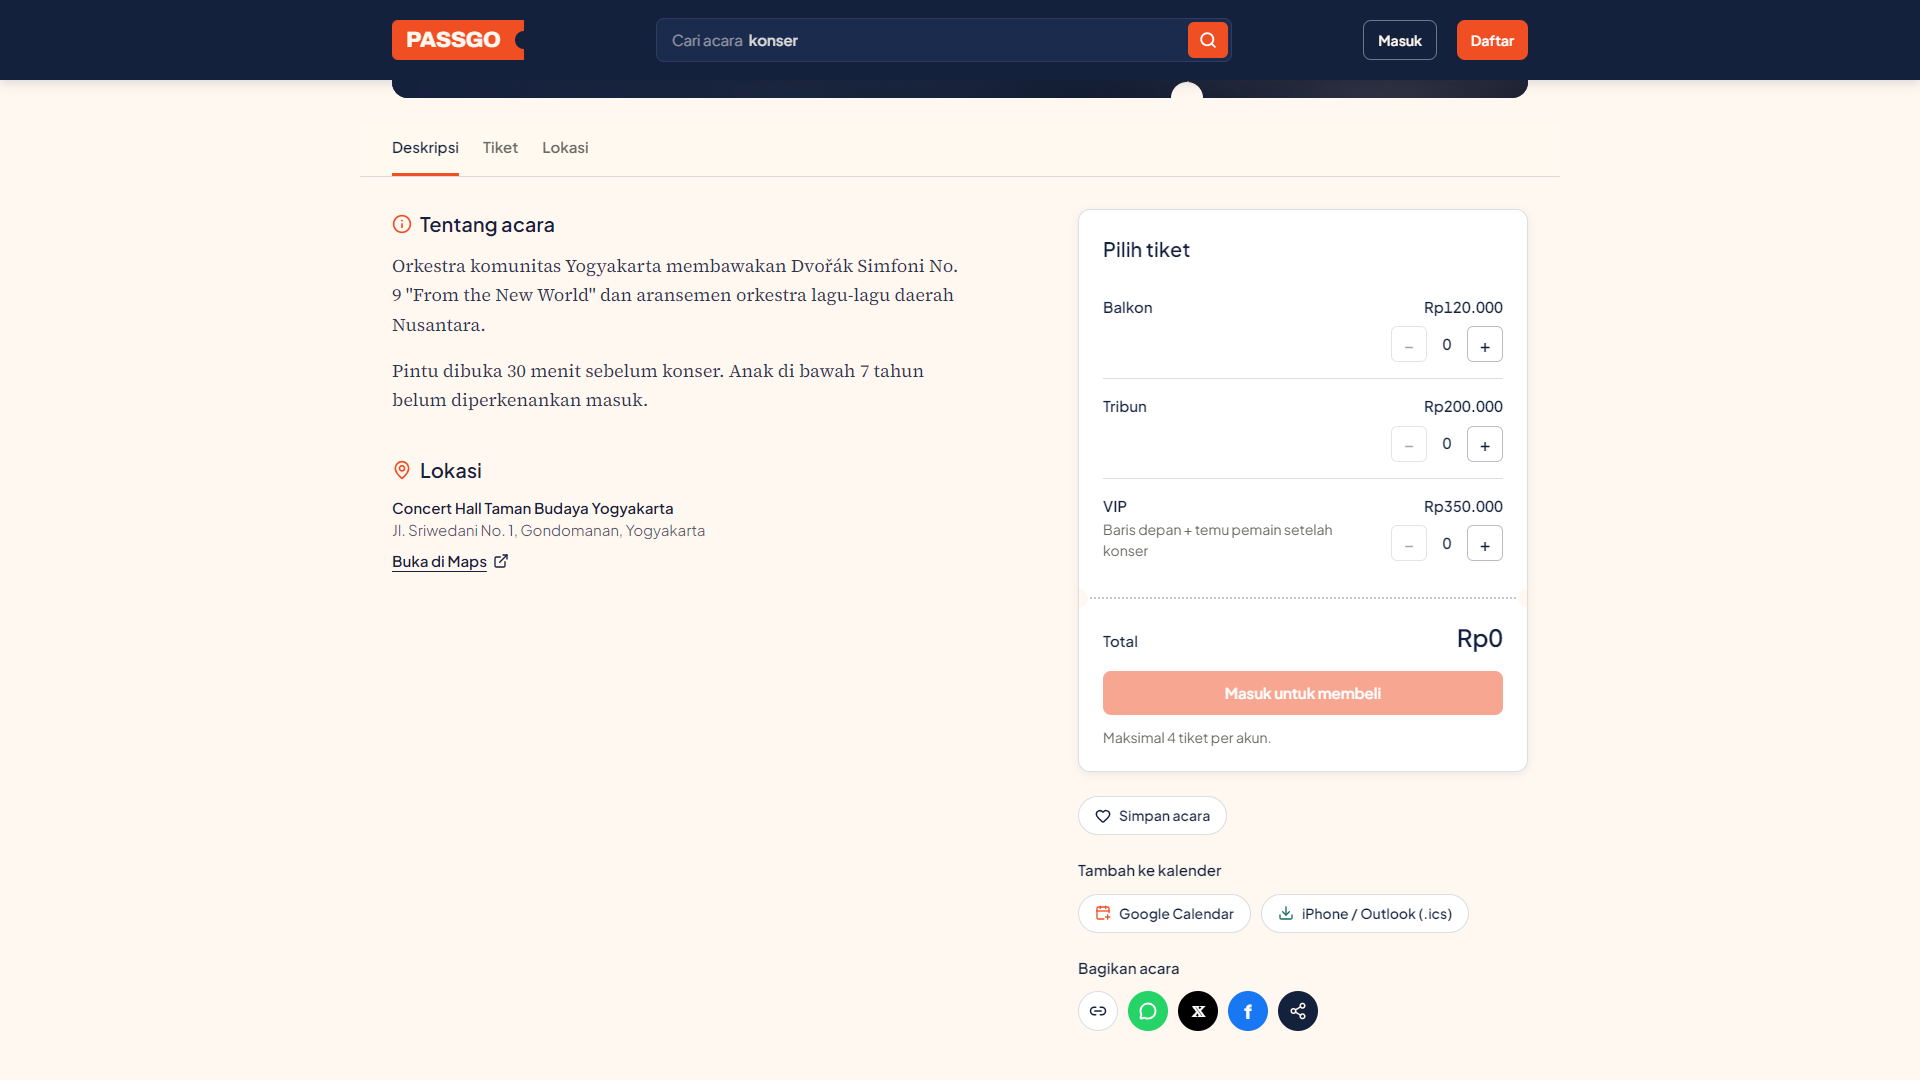 PASSGO
Cari acara konser
Masuk
Daftar
Deskripsi
Tiket
Lokasi
Tentang acara
Orkestra komunitas Yogyakarta membawakan Dvořák Simfoni No.
9 "From the New World" dan aransemen orkestra lagu-lagu daerah
Nusantara.
Pintu dibuka 30 menit sebelum konser. Anak di bawah 7 tahun
belum diperkenankan masuk.
Lokasi
Concert Hall Taman Budaya Yogyakarta
Jl. Sriwedani No. 1, Gondomanan, Yogyakarta
Buka di Maps
Pilih tiket
Balkon
Rp120.000
– 0 +
Tribun
Rp200.000
– 0 +
VIP
Rp350.000
Baris depan + temu pemain setelah
konser
– 0 +
Total
Rp0
Masuk untuk membeli
Maksimal 4 tiket per akun.
Simpan acara
Tambah ke kalender
Google Calendar
iPhone / Outlook (.ics)
Bagikan acara